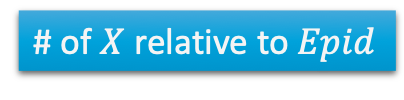 # of X relative to Epid